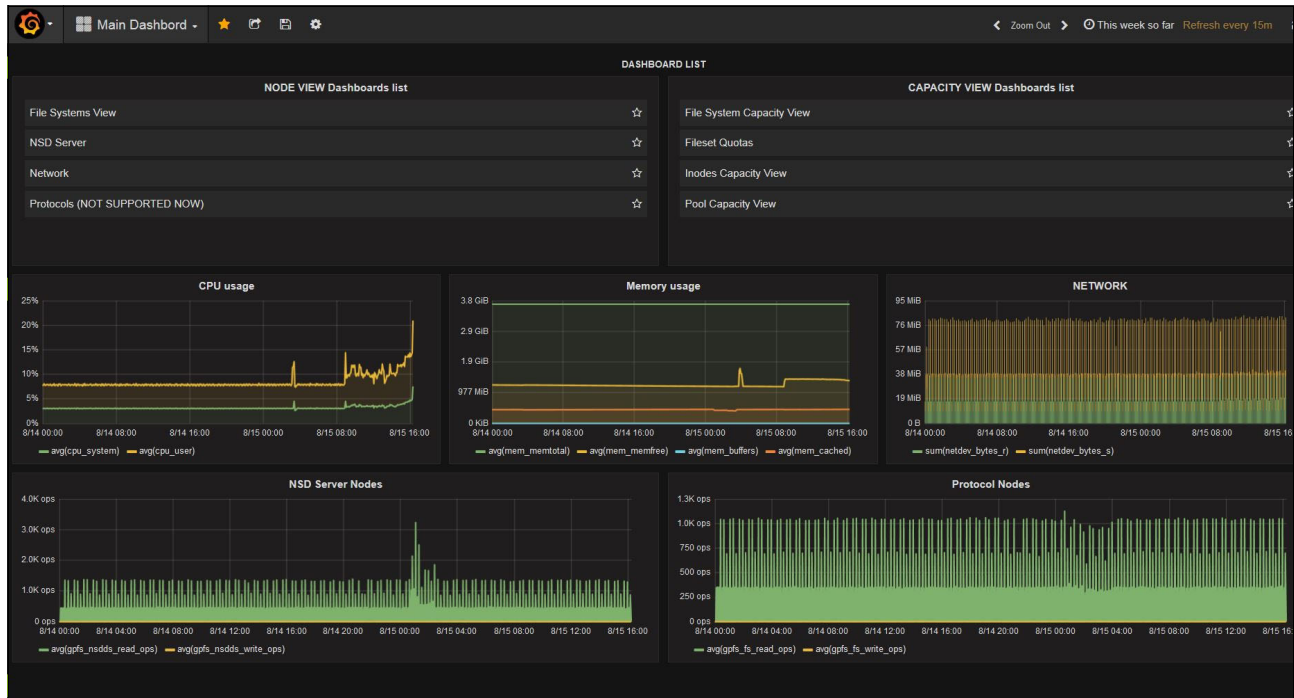 Main Dashbord
Zoom Out
This week so far Refresh every 15m
DASHBOARD LIST
NODE VIEW Dashboards list
File Systems View
NSD Server
Network
Protocols (NOT SUPPORTED NOW)
CAPACITY VIEW Dashboards list
File System Capacity View
Fileset Quotas
Inodes Capacity View
Pool Capacity View
CPU usage
25%
20%
15%
10%
5%
0%
8/14 00:00 8/14 08:00 8/14 16:00 8/15 00:00 8/15 08:00 8/15 16:00
avg(cpu_system) avg(cpu_user)
Memory usage
3.8 GiB
2.9 GiB
1.9 GiB
977 MiB
0 KiB
8/14 00:00 8/14 08:00 8/14 16:00 8/15 00:00 8/15 08:00 8/15 16:00
avg(mem_memtotal) avg(mem_memfree) avg(mem_buffers) avg(mem_cached)
NETWORK
95 MiB
76 MiB
57 MiB
38 MiB
19 MiB
0 B
8/14 00:00 8/14 08:00 8/14 16:00 8/15 00:00 8/15 08:00 8/15 16
sum(netdev_bytes_r) sum(netdev_bytes_s)
NSD Server Nodes
4.0K ops
3.0K ops
2.0K ops
1.0K ops
0 ops
8/14 00:00 8/14 04:00 8/14 08:00 8/14 12:00 8/14 16:00 8/14 20:00 8/15 00:00 8/15 04:00 8/15 08:00 8/15 12:00 8/15 16:00
avg(gpfs_nsdds_read_ops) avg(gpfs_nsdds_write_ops)
Protocol Nodes
1.3K ops
1.0K ops
750 ops
500 ops
250 ops
0 ops
8/14 00:00 8/14 04:00 8/14 08:00 8/14 12:00 8/14 16:00 8/14 20:00 8/15 00:00 8/15 04:00 8/15 08:00 8/15 12:00 8/15 16:
avg(gpfs_fs_read_ops) avg(gpfs_fs_write_ops)